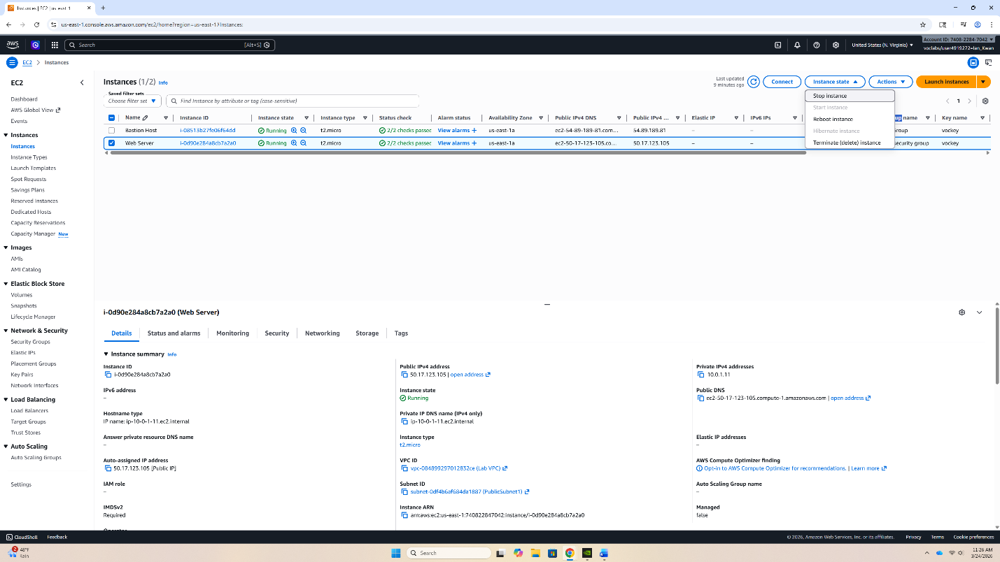 Instances | EC2 | us-east-1
us-east-1.console.aws.amazon.com/ec2/home?region=us-east-1#Instances:
aws
Search [Alt+S]
United States (N. Virginia)
Account ID: 7408-2284-7042
voclabs/user4919272=Ian_Kwan
EC2 Instances
EC2
Dashboard
AWS Global View
Events
Instances
Instances
Instance Types
Launch Templates
Spot Requests
Savings Plans
Reserved Instances
Dedicated Hosts
Capacity Reservations
Capacity Manager New
Images
AMIs
AMI Catalog
Elastic Block Store
Volumes
Snapshots
Lifecycle Manager
Network & Security
Security Groups
Elastic IPs
Placement Groups
Key Pairs
Network Interfaces
Load Balancing
Load Balancers
Target Groups
Trust Stores
Auto Scaling
Auto Scaling Groups
Settings
Instances (1/2) Info
Last updated
9 minutes ago
Connect
Instance state
Actions
Launch instances
Saved filter sets
Choose filter set
Find Instance by attribute or tag (case-sensitive)
1
Stop instance
Start instance
Reboot instance
Hibernate instance
Terminate (delete) instance
Name Instance ID Instance state Instance type Status check Alarm status Availability Zone Public IPv4 DNS Public IPv4 ... Elastic IP IPv6 IPs name Key name
Bastion Host i-08513b27fe06f64dd Running t2.micro 2/2 checks passed View alarms + us-east-1a ec2-54-89-189-81.com... 54.89.189.81 – – vockey
Web Server i-0d90e284a8cb7a2a0 Running t2.micro 2/2 checks passed View alarms + us-east-1a ec2-50-17-123-105.co... 50.17.123.105 – – security group vockey
i-0d90e284a8cb7a2a0 (Web Server)
Details Status and alarms Monitoring Security Networking Storage Tags
Instance summary Info
Instance ID
i-0d90e284a8cb7a2a0
IPv6 address
–
Hostname type
IP name: ip-10-0-1-11.ec2.internal
Answer private resource DNS name
–
Auto-assigned IP address
50.17.123.105 [Public IP]
IAM role
–
IMDSv2
Required
Operator
Public IPv4 address
50.17.123.105 | open address
Instance state
Running
Private IP DNS name (IPv4 only)
ip-10-0-1-11.ec2.internal
Instance type
t2.micro
VPC ID
vpc-084899297012832ce (Lab VPC)
Subnet ID
subnet-0df4b6af684da1887 (PublicSubnet1)
Instance ARN
arn:aws:ec2:us-east-1:740822847042:instance/i-0d90e284a8cb7a2a0
Private IPv4 addresses
10.0.1.11
Public DNS
ec2-50-17-123-105.compute-1.amazonaws.com | open address
Elastic IP addresses
–
AWS Compute Optimizer finding
Opt-in to AWS Compute Optimizer for recommendations. | Learn more
Auto Scaling Group name
–
Managed
false
CloudShell Feedback
© 2026, Amazon Web Services, Inc. or its affiliates. Privacy Terms Cookie preferences
2
48°F
Rain
Search
11:26 AM
3/24/2026